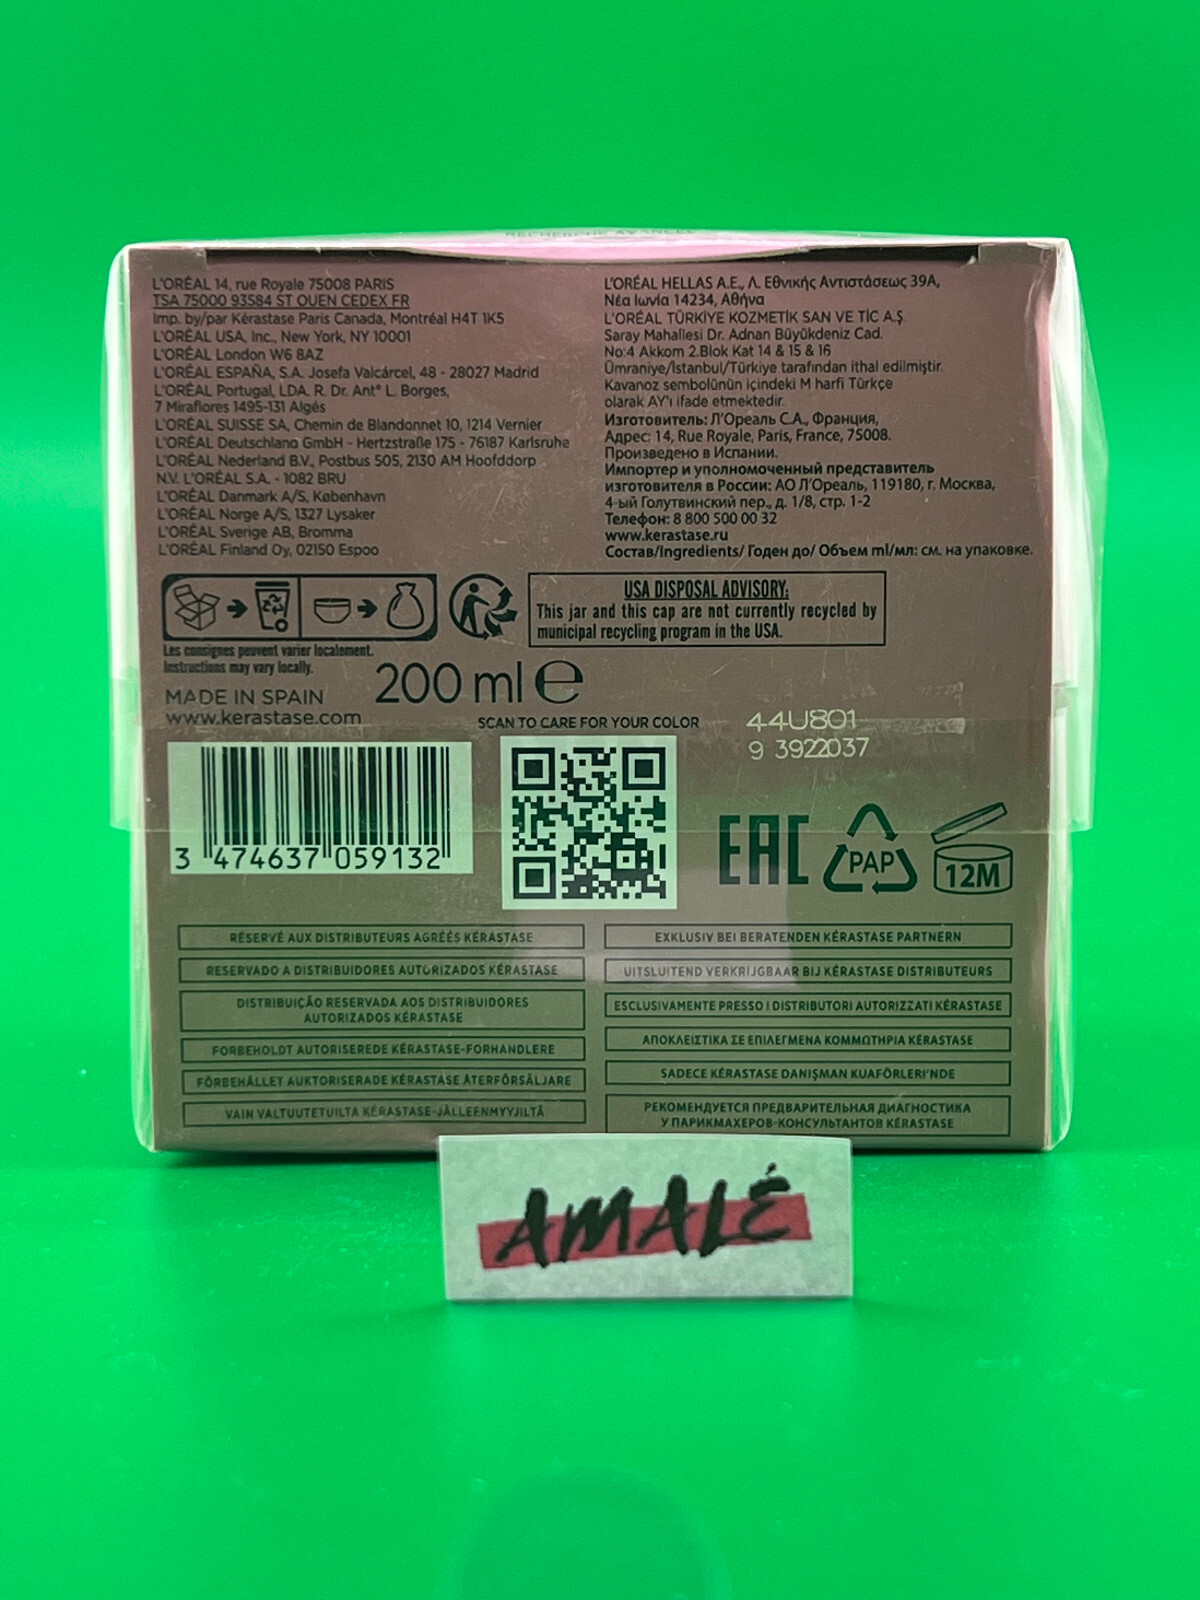 RECHERCHE AVANCÉE
L'ORÉAL 14, rue Royale 75008 PARIS
TSA 75000 93584 ST OUEN CEDEX FR
Imp. by/par Kérastase Paris Canada, Montréal H4T 1K5
L'ORÉAL USA, Inc., New York, NY 10001
L'ORÉAL London W6 8AZ
L'ORÉAL ESPAÑA, S.A. Josefa Valcárcel, 48 - 28027 Madrid
L'ORÉAL Portugal, LDA. R. Dr. Ant° L. Borges,
7 Miraflores 1495-131 Algés
L'ORÉAL SUISSE SA, Chemin de Blandonnet 10, 1214 Vernier
L'ORÉAL Deutschland GmbH - Hertzstraße 175 - 76187 Karlsruhe
L'ORÉAL Nederland B.V., Postbus 505, 2130 AM Hoofddorp
N.V. L'ORÉAL S.A. - 1082 BRU
L'ORÉAL Danmark A/S, København
L'ORÉAL Norge A/S, 1327 Lysaker
L'ORÉAL Sverige AB, Bromma
L'ORÉAL Finland Oy, 02150 Espoo
L'ORÉAL HELLAS A.E., Λ. Εθνικής Αντιστάσεως 39Α,
Νέα Ιωνία 14234, Αθήνα
L'ORÉAL TÜRKİYE KOZMETİK SAN VE TİC A.Ş.
Saray Mahallesi Dr. Adnan Büyükdeniz Cad.
No:4 Akkom 2.Blok Kat 14 & 15 & 16
Ümraniye/İstanbul/Türkiye tarafından ithal edilmiştir.
Kavanoz sembolünün içindeki M harfi Türkçe
olarak AY'ı ifade etmektedir.
Изготовитель: Л'Ореаль С.А., Франция,
Адрес: 14, Rue Royale, Paris, France, 75008.
Произведено в Испании.
Импортер и уполномоченный представитель
изготовителя в России: АО Л'Ореаль, 119180, г. Москва,
4-ый Голутвинский пер., д. 1/8, стр. 1-2
Телефон: 8 800 500 00 32
www.kerastase.ru
Состав/Ingredients/ Годен до/ Объем ml/мл: см. на упаковке.
USA DISPOSAL ADVISORY:
This jar and this cap are not currently recycled by
municipal recycling program in the USA.
Les consignes peuvent varier localement.
Instructions may vary locally.
200 ml ℮
MADE IN SPAIN
www.kerastase.com
SCAN TO CARE FOR YOUR COLOR
44U801
9 3922037
3 474637 059132
EAC
PAP
12M
RÉSERVÉ AUX DISTRIBUTEURS AGRÉÉS KÉRASTASE
RESERVADO A DISTRIBUIDORES AUTORIZADOS KÉRASTASE
DISTRIBUIÇÃO RESERVADA AOS DISTRIBUIDORES
AUTORIZADOS KÉRASTASE
FORBEHOLDT AUTORISEREDE KÉRASTASE-FORHANDLERE
FÖRBEHÅLLEY AUKTORISERADE KÉRASTASE ÅTERFÖRSÄLJARE
VAIN VALTUUTETUILTA KÉRASTASE-JÄLLEENMYYJILTÄ
EXKLUSIV BEI BERATENDEN KÉRASTASE PARTNERN
UITSLUITEND VERKRIJGBAAR BIJ KÉRASTASE DISTRIBUTEURS
ESCLUSIVAMENTE PRESSO I DISTRIBUTORI AUTORIZZATI KÉRASTASE
ΑΠΟΚΛΕΙΣΤΙΚΑ ΣΕ ΕΠΙΛΕΓΜΕΝΑ ΚΟΜΜΩΤΗΡΙΑ KÉRASTASE
SADECE KÉRASTASE DANIŞMAN KUAFÖRLERİ'NDE
РЕКОМЕНДУЕТСЯ ПРЕДВАРИТЕЛЬНАЯ ДИАГНОСТИКА
У ПАРИКМАХЕРОВ-КОНСУЛЬТАНТОВ KÉRASTASE
AMALÉ